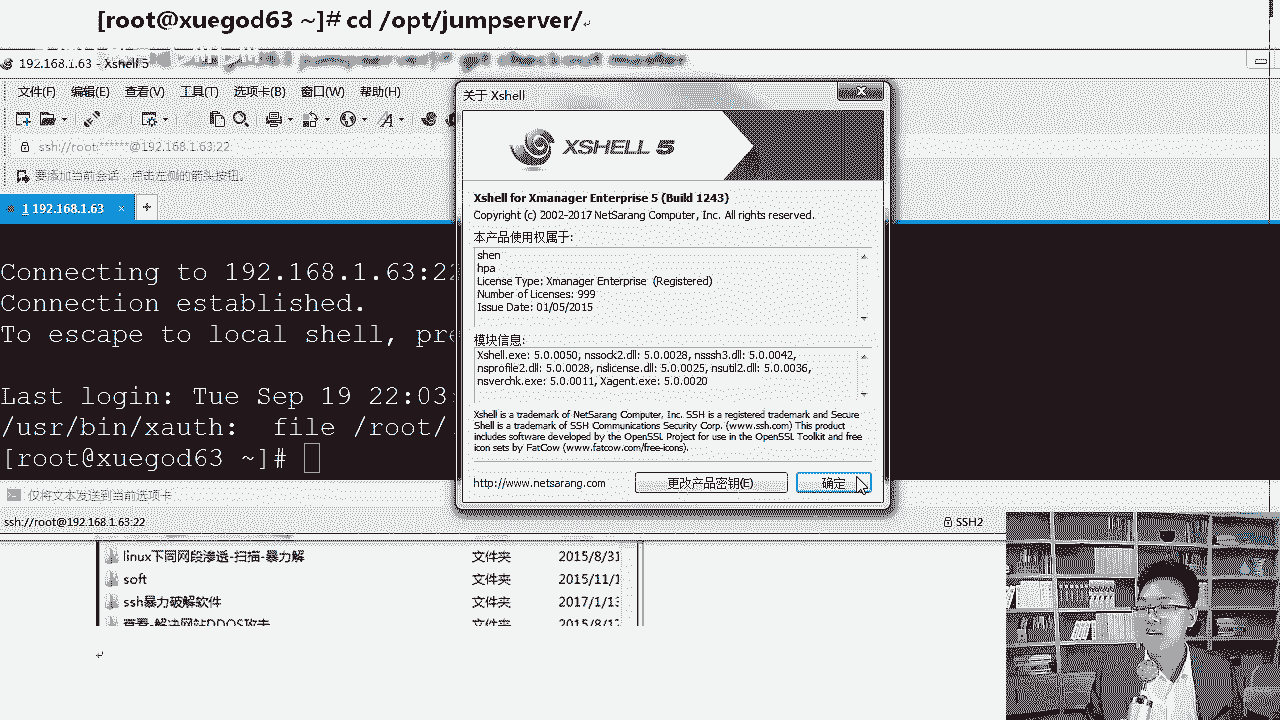 [root@xuegod63 ~]# cd /opt/jumpserver/
192.168.1.63 - Xshell 5
文件(F) 编辑(E) 查看(V) 工具(T) 选项卡(B) 窗口(W) 帮助(H)
ssh://root:******@192.168.1.63:22
要添加当前会话，点击左侧的箭头按钮。
1 192.168.1.63 × +
Connecting to 192.168.1.63:22
Connection established.
To escape to local shell, pre
Last login: Tue Sep 19 22:03:
/usr/bin/xauth:  file /root/.
[root@xuegod63 ~]#
仅将文本发送到当前选项卡
ssh://root@192.168.1.63:22
SSH2
关于 Xshell
XSHELL 5
Xshell for Xmanager Enterprise 5 (Build 1243)
Copyright (c) 2002-2017 NetSarang Computer, Inc. All rights reserved.
本产品使用权属于:
shen
hpa
License Type: Xmanager Enterprise  (Registered)
Number of Licenses: 999
Issue Date: 01/05/2015
模块信息:
Xshell.exe: 5.0.0050, nssock2.dll: 5.0.0028, nsssh3.dll: 5.0.0042,
nsprofile2.dll: 5.0.0028, nslicense.dll: 5.0.0025, nsutil2.dll: 5.0.0036,
nsverchk.exe: 5.0.0011, Xagent.exe: 5.0.0020
Xshell is a trademark of NetSarang Computer, Inc. SSH is a registered trademark and Secure
Shell is a trademark of SSH Communications Security Corp. (www.ssh.com) This product
includes software developed by the OpenSSL Project for use in the OpenSSL Toolkit and free
icon sets by FatCow (www.fatcow.com/free-icons).
http://www.netsarang.com
更改产品密钥(E)
确定
linux下同网段渗透-扫描-暴力解 文件夹 2015/8/31
soft 文件夹 2015/11/1
ssh暴力破解软件 文件夹 2017/1/13
-解决网站DDOS攻击 文件夹 2015/8/12